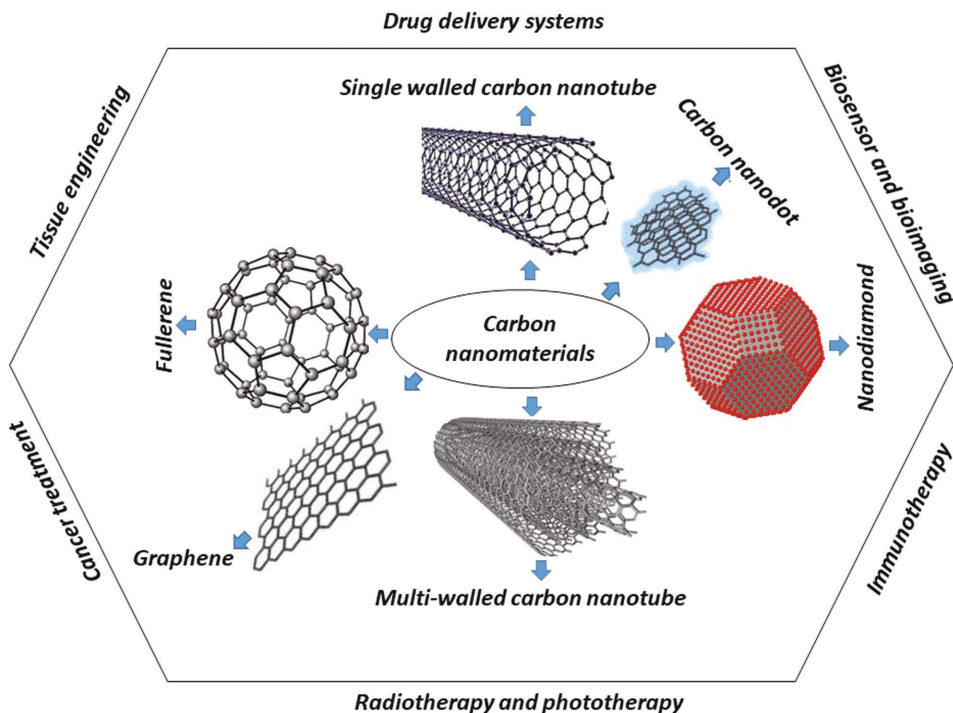 Drug delivery systems
Single walled carbon nanotube
Carbon nanodot
Biosensor and bioimaging
Tissue engineering
Fullerene
Carbon
nanomaterials
Nanodiamond
Cancer treatment
Graphene
Multi-walled carbon nanotube
Immunotherapy
Radiotherapy and phototherapy